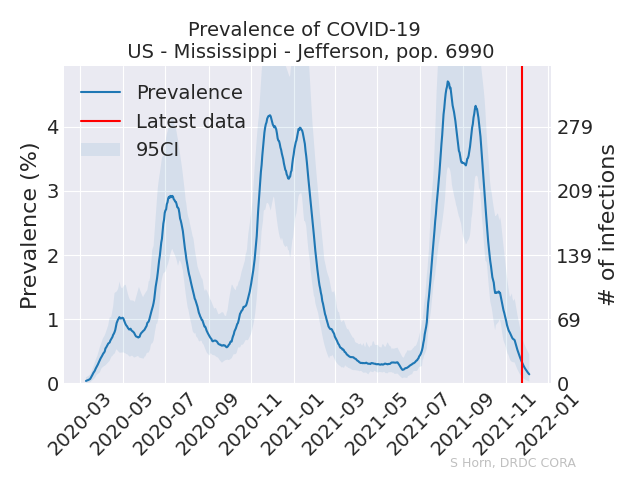 Prevalence of COVID-19
US - Mississippi - Jefferson, pop. 6990
Prevalence
Latest data
95CI
Prevalence (%)
4
3
2
1
0
279
209
139
69
0
# of infections
2020-03
2020-05
2020-07
2020-09
2020-11
2021-01
2021-03
2021-05
2021-07
2021-09
2021-11
2022-01
S Horn, DRDC CORA